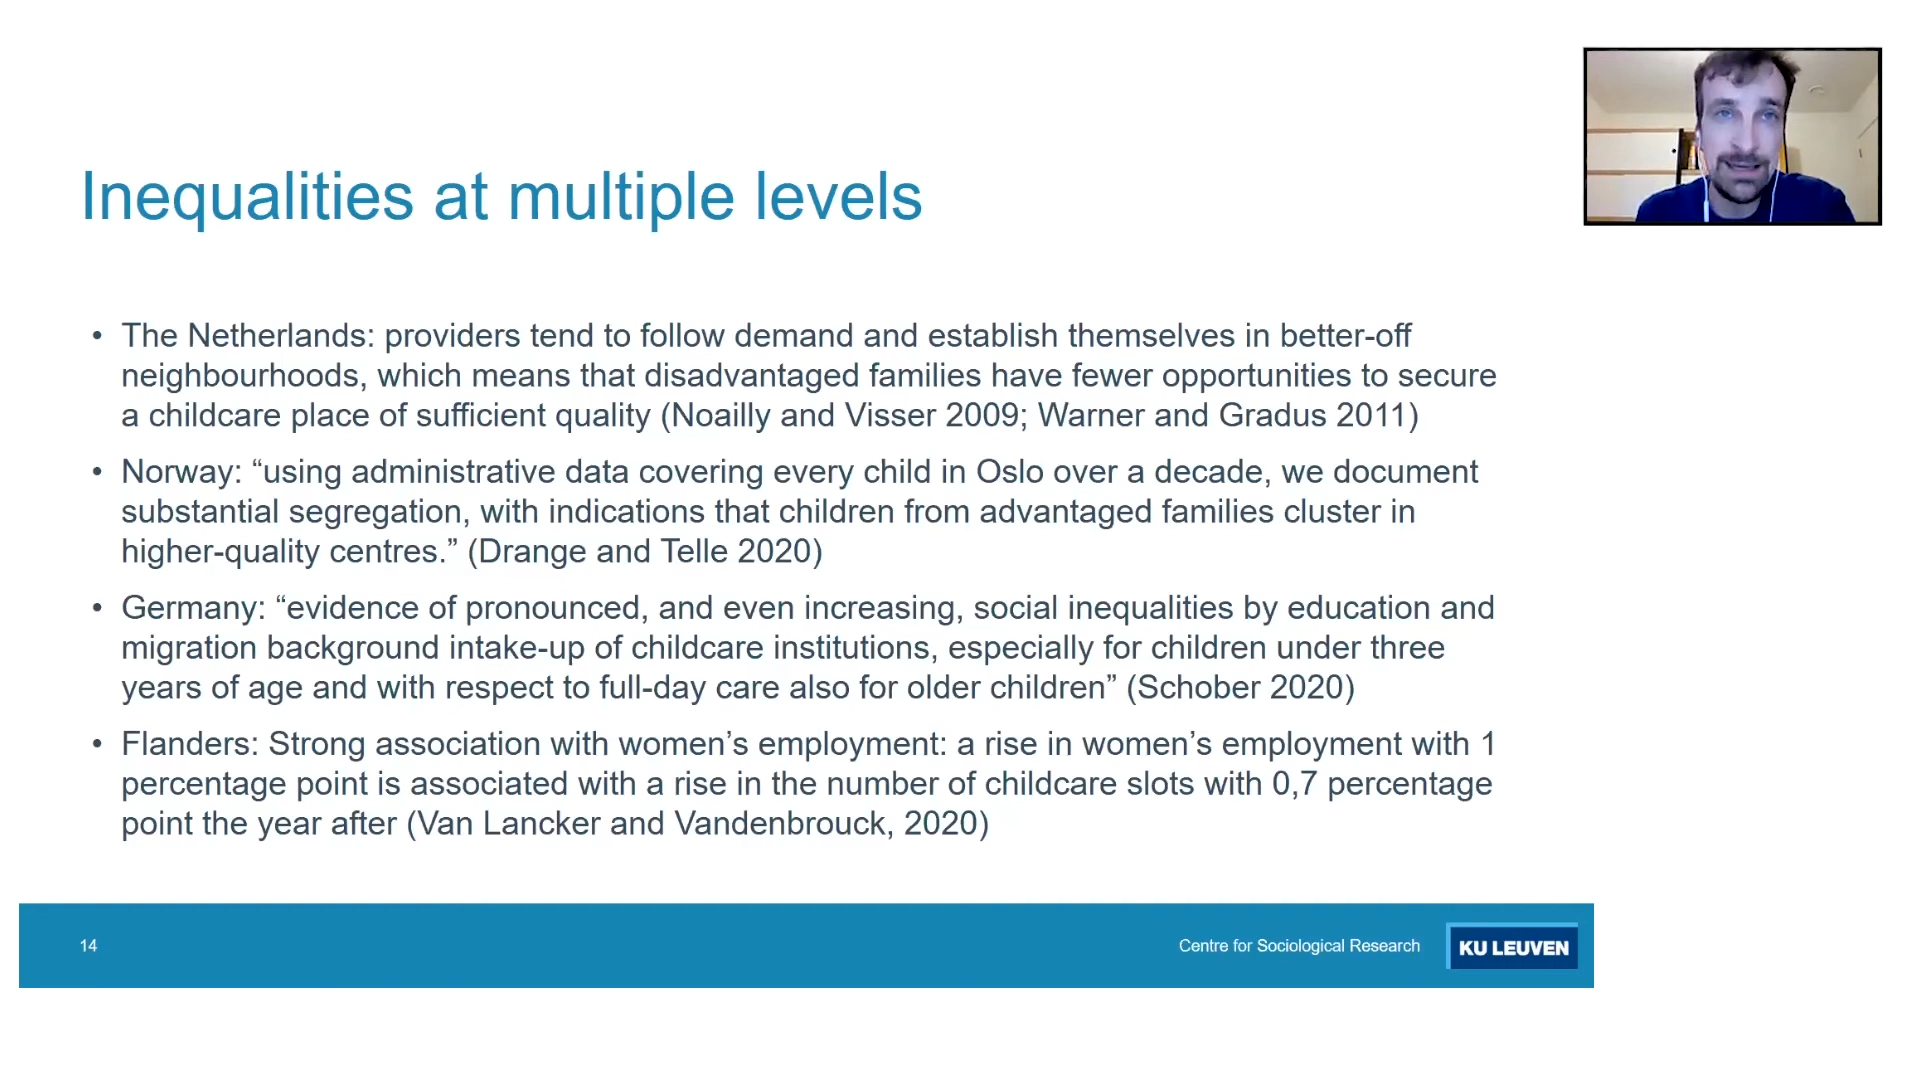 Inequalities at multiple levels
• The Netherlands: providers tend to follow demand and establish themselves in better-off
neighbourhoods, which means that disadvantaged families have fewer opportunities to secure
a childcare place of sufficient quality (Noailly and Visser 2009; Warner and Gradus 2011)
• Norway: “using administrative data covering every child in Oslo over a decade, we document
substantial segregation, with indications that children from advantaged families cluster in
higher-quality centres.” (Drange and Telle 2020)
• Germany: “evidence of pronounced, and even increasing, social inequalities by education and
migration background intake-up of childcare institutions, especially for children under three
years of age and with respect to full-day care also for older children” (Schober 2020)
• Flanders: Strong association with women’s employment: a rise in women’s employment with 1
percentage point is associated with a rise in the number of childcare slots with 0,7 percentage
point the year after (Van Lancker and Vandenbrouck, 2020)
14
Centre for Sociological Research
KU LEUVEN